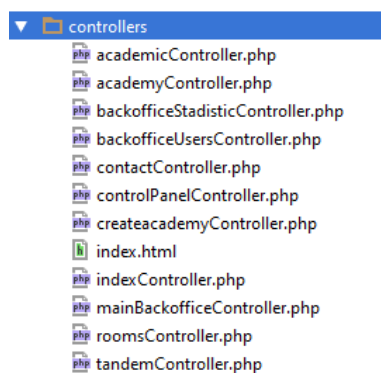 controllers
academicController.php
academyController.php
backofficeStadisticController.php
backofficeUsersController.php
contactController.php
controlPanelController.php
createacademyController.php
index.html
indexController.php
mainBackofficeController.php
roomsController.php
tandemController.php